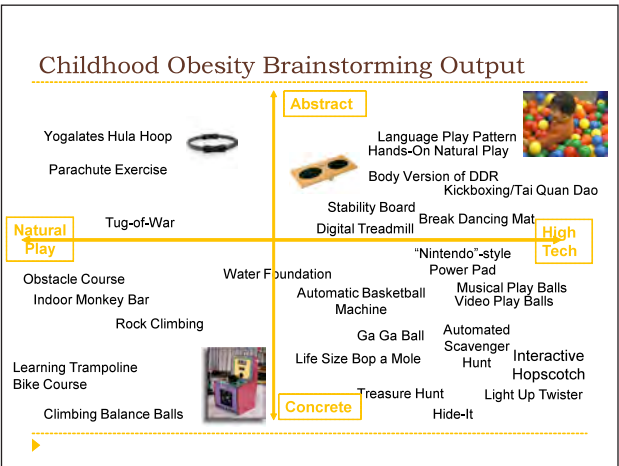 Childhood Obesity Brainstorming Output
Abstract
Yogalates Hula Hoop
Parachute Exercise
Language Play Pattern
Hands-On Natural Play
Body Version of DDR
Kickboxing/Tai Quan Dao
Stability Board
Tug-of-War
Break Dancing Mat
Digital Treadmill
Natural
Play
High
Tech
"Nintendo"-style
Power Pad
Water Foundation
Obstacle Course
Indoor Monkey Bar
Rock Climbing
Automatic Basketball
Machine
Musical Play Balls
Video Play Balls
Ga Ga Ball
Automated
Scavenger
Hunt
Life Size Bop a Mole
Interactive
Hopscotch
Learning Trampoline
Bike Course
Climbing Balance Balls
Concrete
Treasure Hunt
Light Up Twister
Hide-It